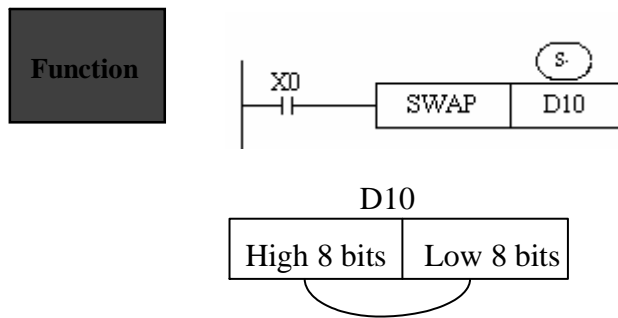 Function
S·
X0
SWAP D10
D10
High 8 bits Low 8 bits